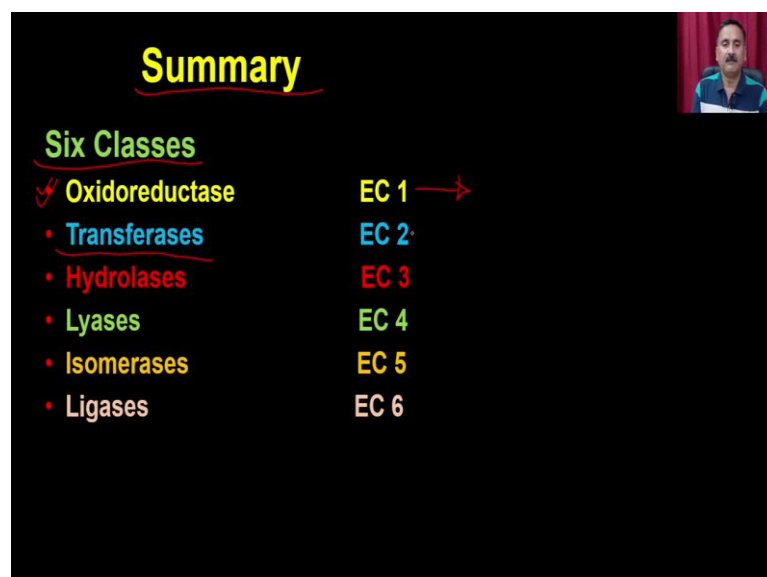 Summary
Six Classes
Oxidoreductase EC 1
• Transferases EC 2
• Hydrolases EC 3
• Lyases EC 4
• Isomerases EC 5
• Ligases EC 6